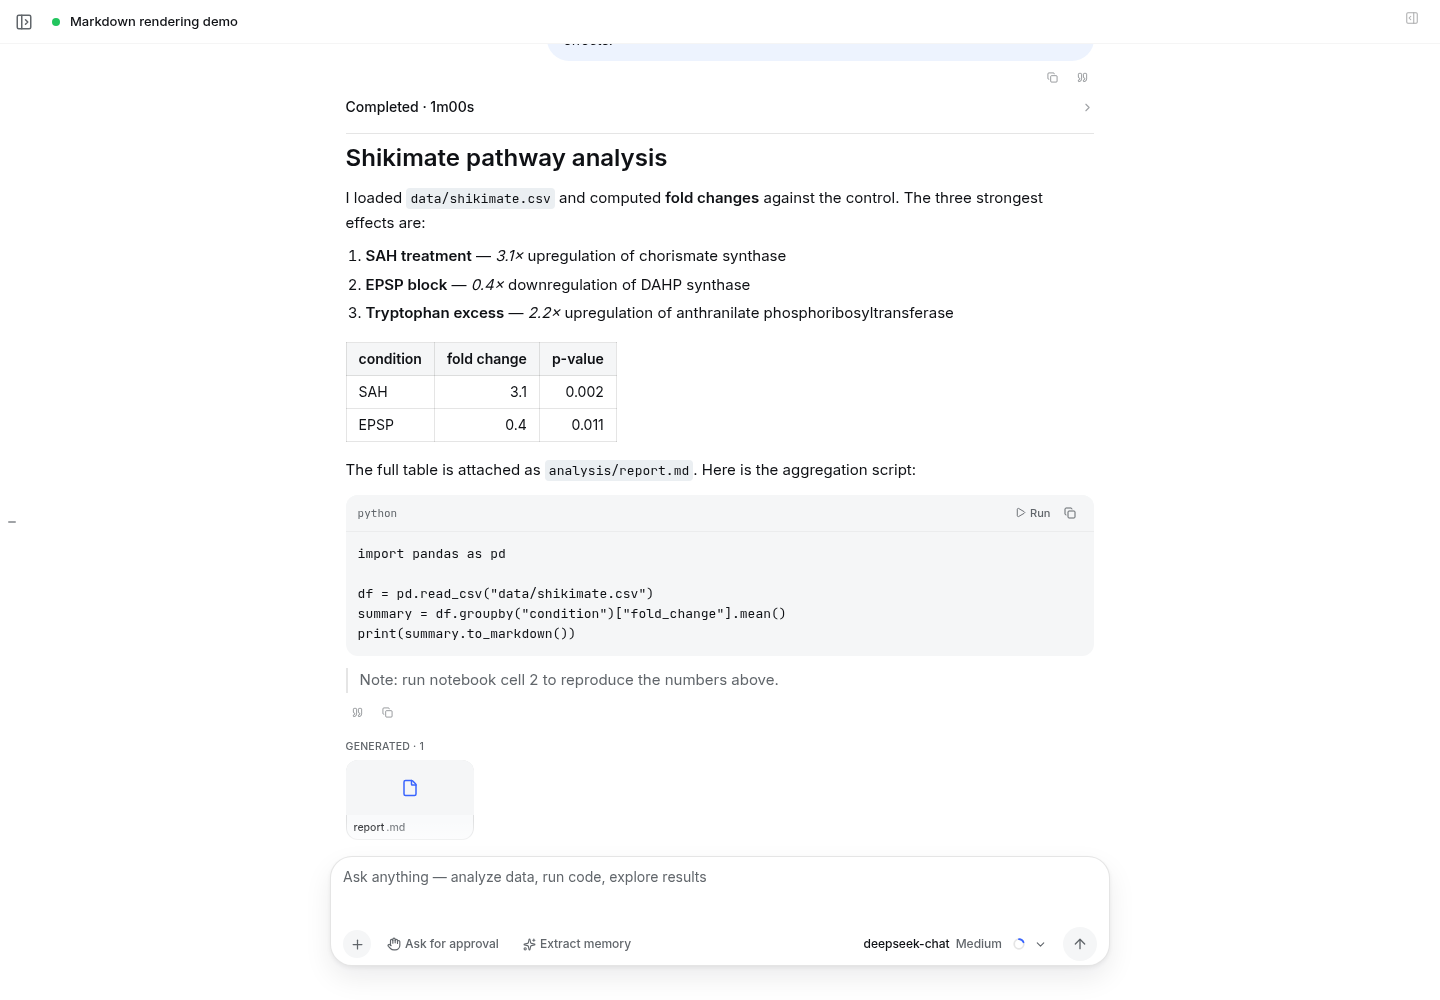 Markdown rendering demo
Completed · 1m00s
Shikimate pathway analysis
I loaded data/shikimate.csv and computed fold changes against the control. The three strongest
effects are:
1. SAH treatment — 3.1× upregulation of chorismate synthase
2. EPSP block — 0.4× downregulation of DAHP synthase
3. Tryptophan excess — 2.2× upregulation of anthranilate phosphoribosyltransferase
condition fold change p-value
SAH 3.1 0.002
EPSP 0.4 0.011
The full table is attached as analysis/report.md. Here is the aggregation script:
python Run
import pandas as pd
df = pd.read_csv("data/shikimate.csv")
summary = df.groupby("condition")["fold_change"].mean()
print(summary.to_markdown())
Note: run notebook cell 2 to reproduce the numbers above.
GENERATED · 1
report.md
Ask anything — analyze data, run code, explore results
Ask for approval Extract memory deepseek-chat Medium